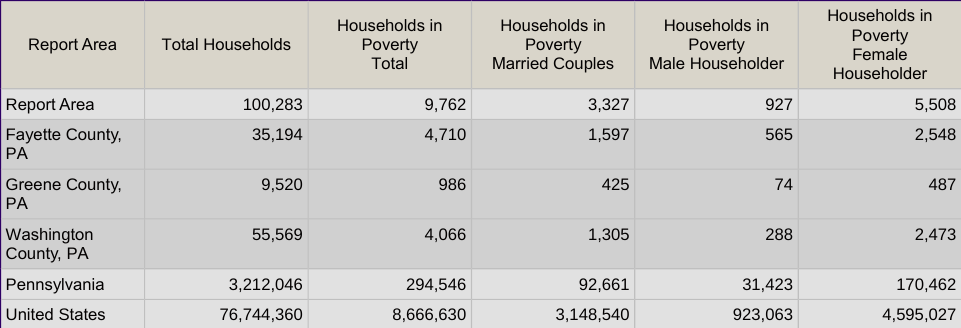 Report Area Total Households Households in Poverty Total Households in Poverty Married Couples Households in Poverty Male Householder Households in Poverty Female Householder
Report Area 100,283 9,762 3,327 927 5,508
Fayette County, PA 35,194 4,710 1,597 565 2,548
Greene County, PA 9,520 986 425 74 487
Washington County, PA 55,569 4,066 1,305 288 2,473
Pennsylvania 3,212,046 294,546 92,661 31,423 170,462
United States 76,744,360 8,666,630 3,148,540 923,063 4,595,027